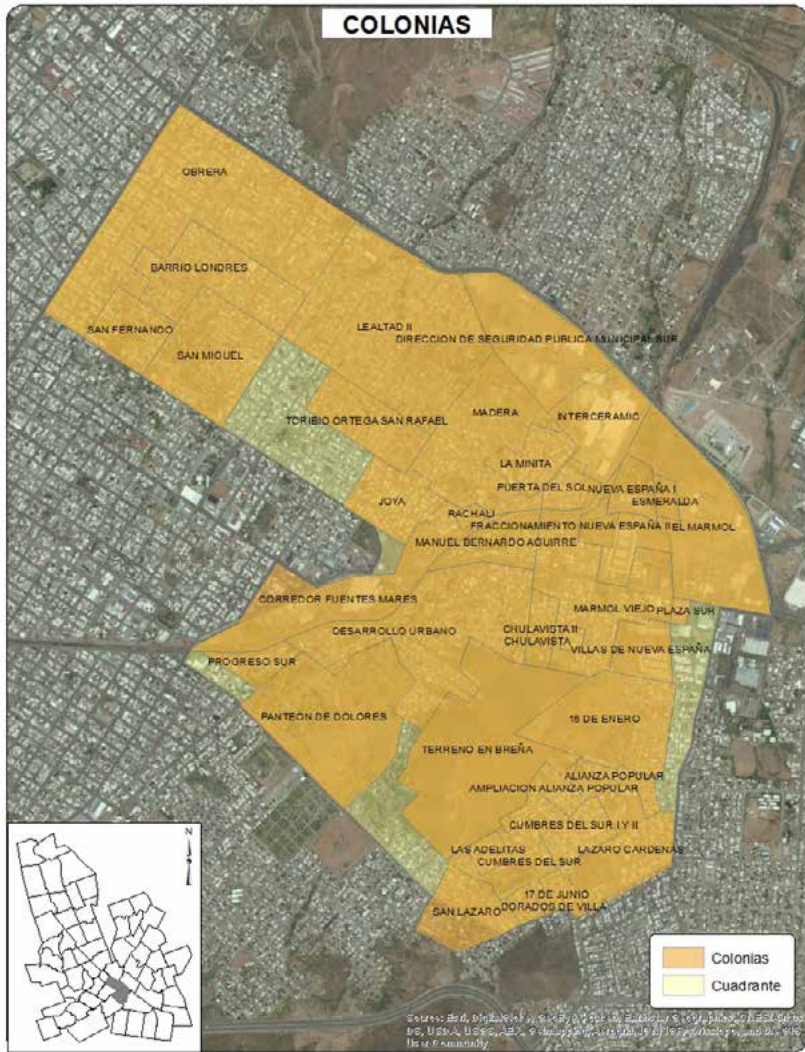 COLONIAS
OBRERA
BARRIO LONDRES
SAN FERNANDO
SAN MIGUEL
LEALTAD II
DIRECCION DE SEGURIDAD PUBLICA MUNICIPAL SUR
TORIBIO ORTEGA SAN RAFAEL
MADERA
INTERCERAMIC
LA MINITA
PUERTA DEL SOL
NUEVA ESPAÑA I
JOYA
ESMERALDA
RACHALI
FRACCIONAMIENTO NUEVA ESPAÑA II
EL MARMOL
MANUEL BERNARDO AGUIRRE
CORREDOR FUENTES MARES
MARMOL VIEJO
PLAZA SUR
DESARROLLO URBANO
CHULAVISTA II
CHULAVISTA
VILLAS DE NUEVA ESPAÑA
PROGRESO SUR
PANTEON DE DOLORES
15 DE ENERO
TERRENO EN BREÑA
ALIANZA POPULAR
AMPLIACION ALIANZA POPULAR
CUMBRES DEL SUR I Y II
LAS ADELITAS
LAZARO CARDENAS
CUMBRES DEL SUR
17 DE JUNIO
DORADOS DE VILLA
SAN LAZARO
N
Colonias
Cuadrante
User Community